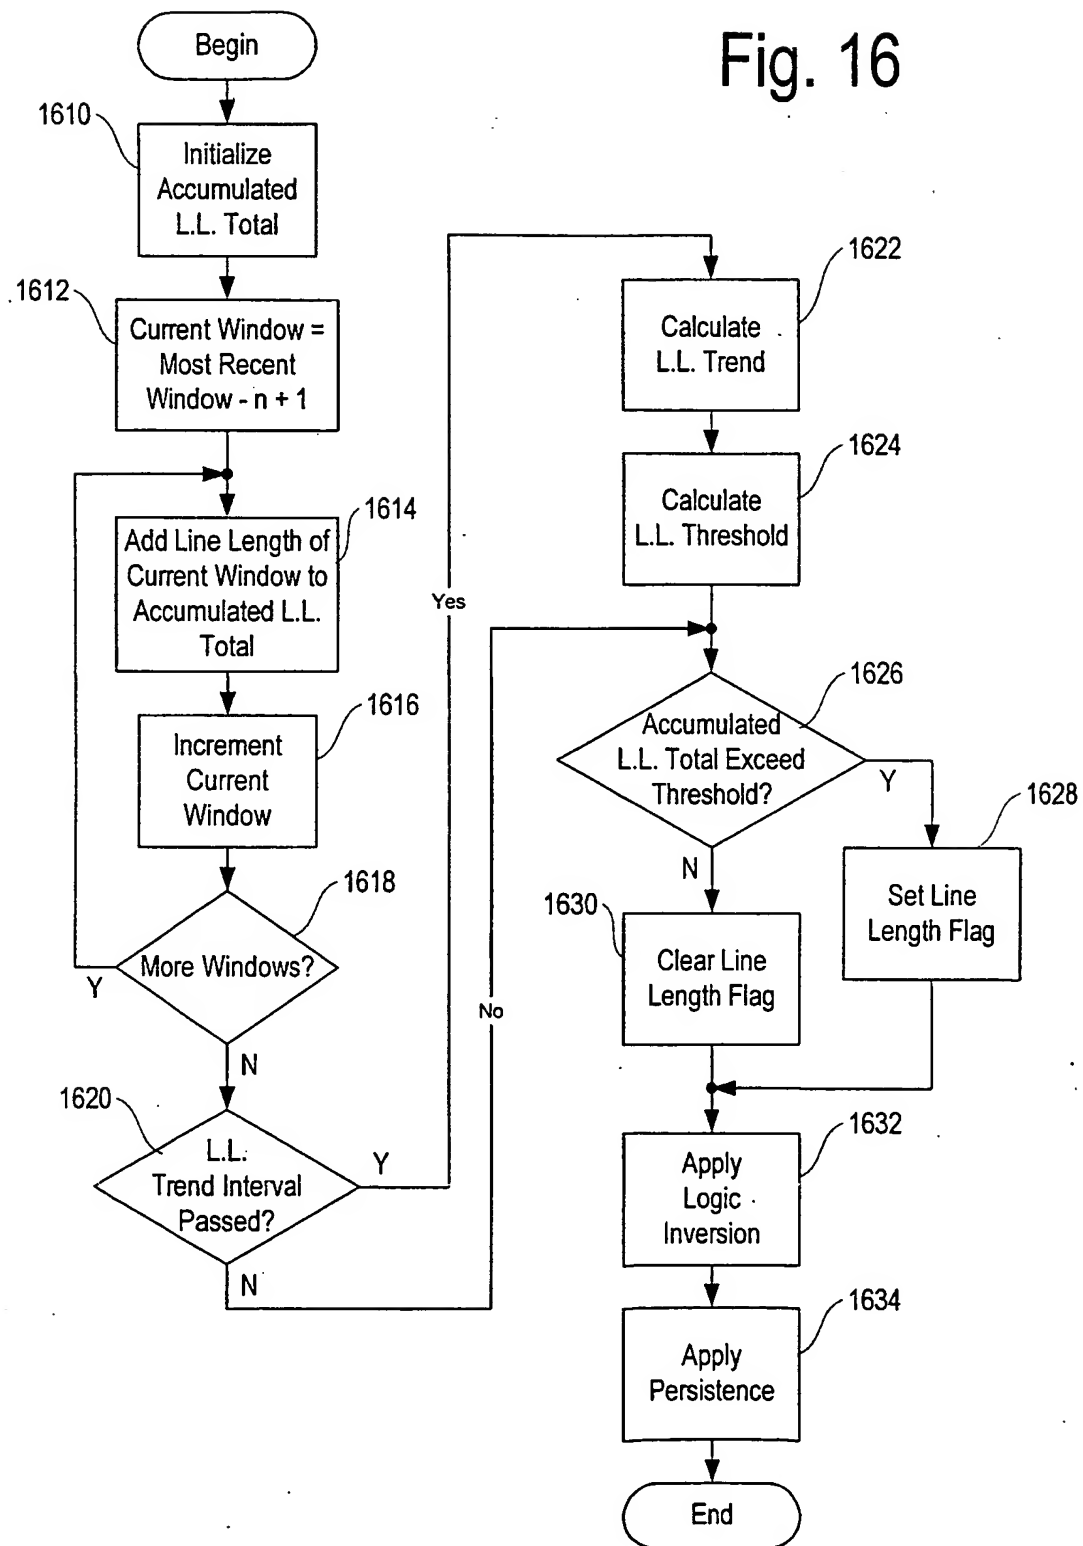 Fig. 16
Begin
1610
Initialize
Accumulated
L.L. Total
1612
Current Window =
Most Recent
Window - n + 1
1614
Add Line Length of
Current Window to
Accumulated L.L.
Total
1616
Increment
Current
Window
1618
More Windows?
Y
N
1620
L.L.
Trend Interval
Passed?
Y
N
Yes
No
1622
Calculate
L.L. Trend
1624
Calculate
L.L. Threshold
1626
Accumulated
L.L. Total Exceed
Threshold?
Y
N
1628
Set Line
Length Flag
1630
Clear Line
Length Flag
1632
Apply
Logic
Inversion
1634
Apply
Persistence
End